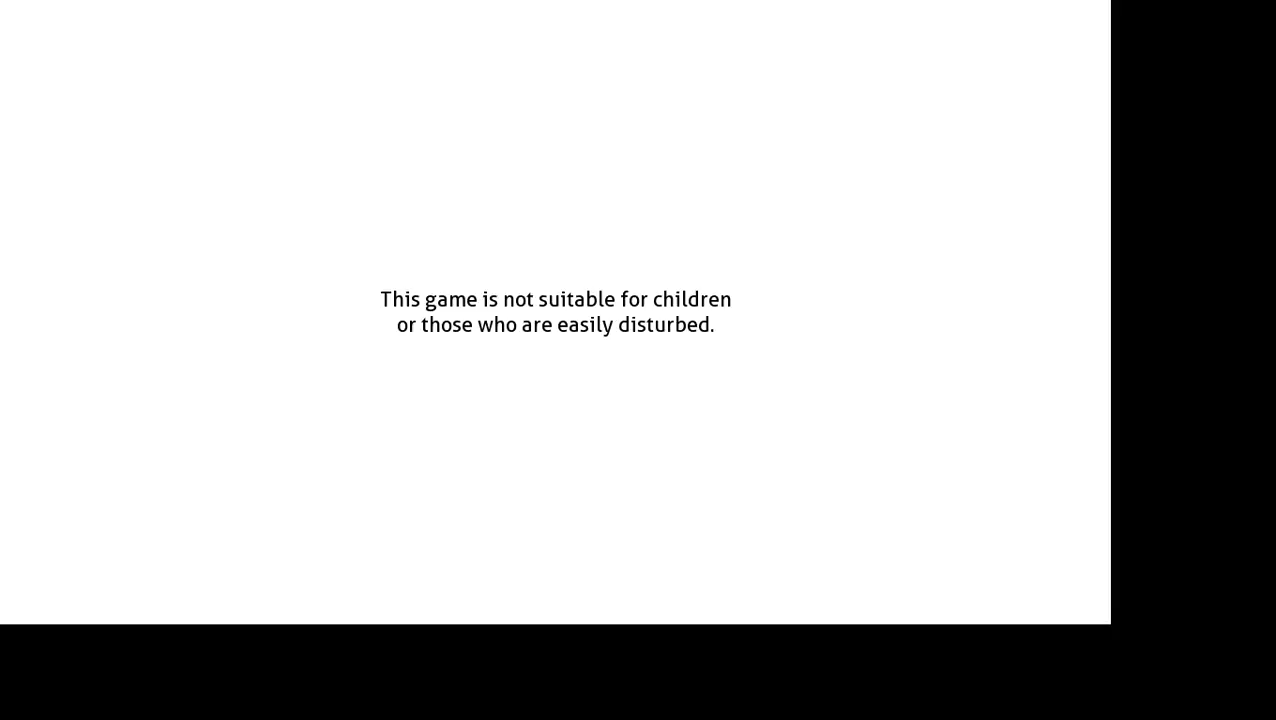 This game is not suitable for children
or those who are easily disturbed.